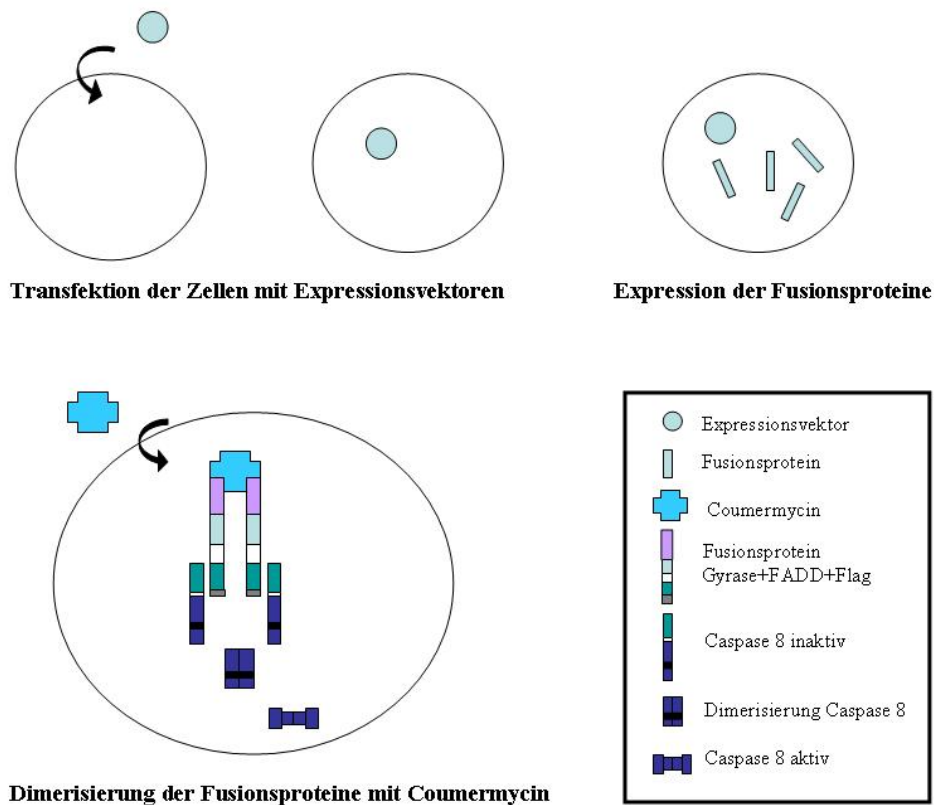 Transfektion der Zellen mit Expressionsvektoren
Expression der Fusionsproteine
Expressionsvektor
Fusionsprotein
Coumermycin
Fusionsprotein
Gyrase+FADD+Flag
Caspase 8 inaktiv
Dimerisierung Caspase 8
Caspase 8 aktiv
Dimerisierung der Fusionsproteine mit Coumermycin